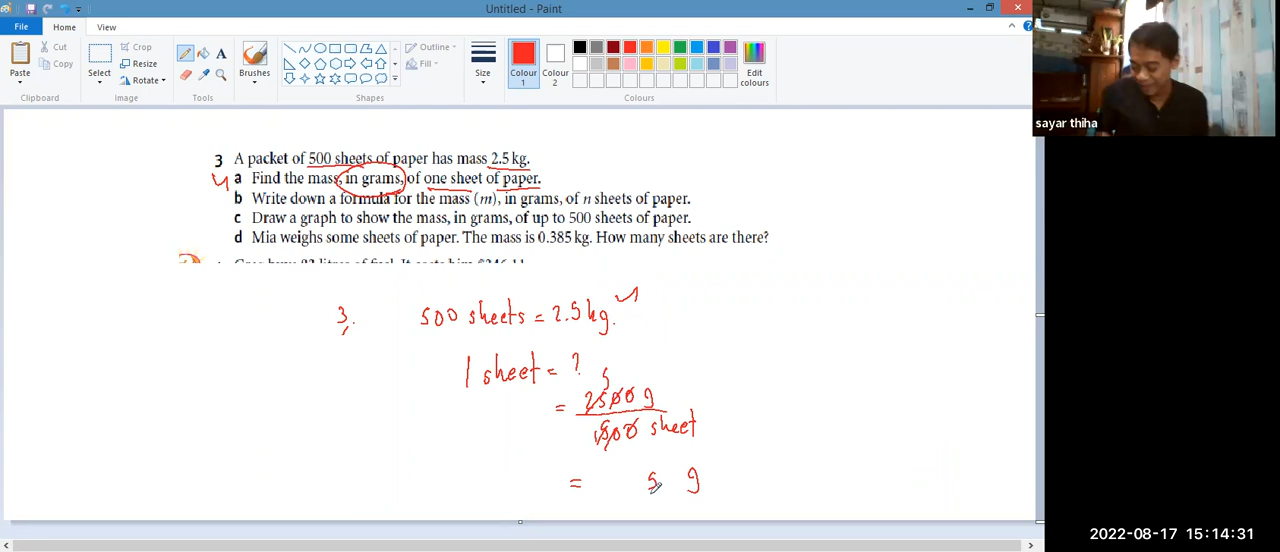 Untitled - Paint
File
Home
View
Paste
Cut
Copy
Select
Crop
Resize
Rotate
Brushes
Outline
Fill
Size
Colour 1
Colour 2
Edit colours
Clipboard
Image
Tools
Shapes
Colours
sayar thiha
3 A packet of 500 sheets of paper has mass 2.5 kg.
a Find the mass, in grams, of one sheet of paper.
b Write down a formula for the mass (m), in grams, of n sheets of paper.
c Draw a graph to show the mass, in grams, of up to 500 sheets of paper.
d Mia weighs some sheets of paper. The mass is 0.385 kg. How many sheets are there?
3. 500 sheets = 2.5 kg.
1 sheet = ?
5
= 2500 g
500 sheet
= 5 g
2022-08-17 15:14:31